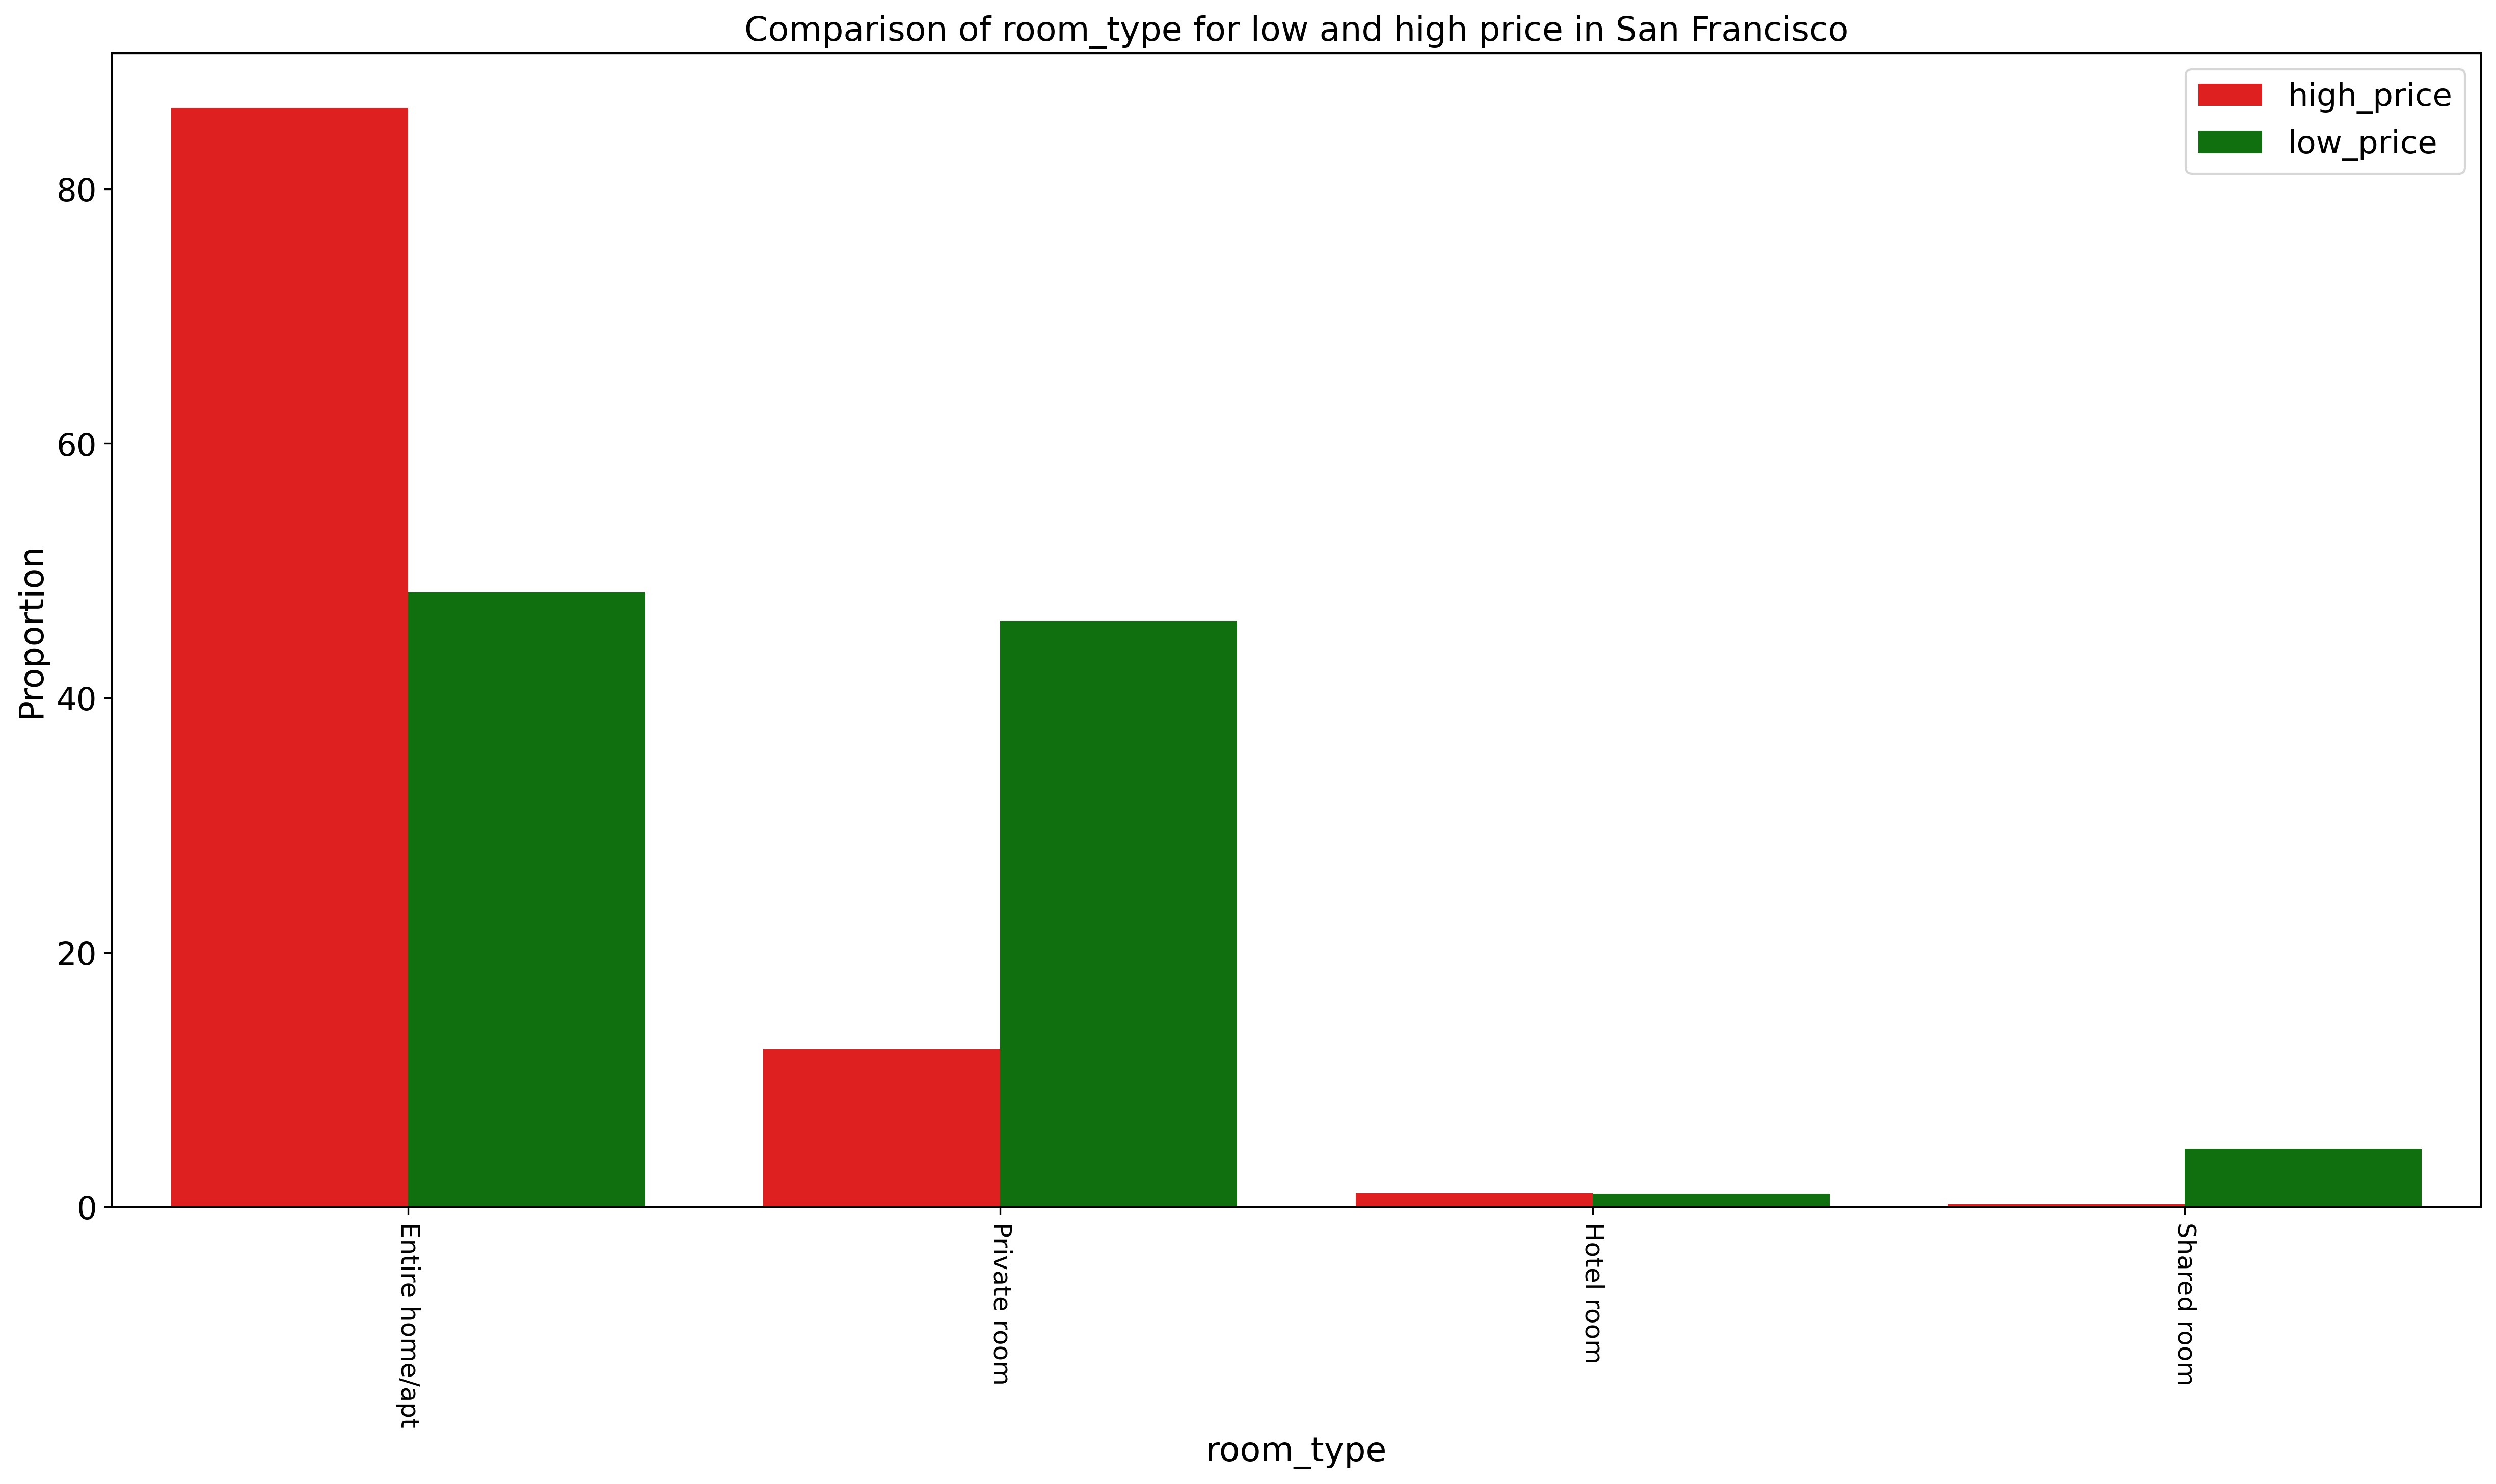 Comparison of room_type for low and high price in San Francisco
high_price
low_price
Proportion
80
60
40
20
0
Entire home/apt
Private room
Hotel room
Shared room
room_type